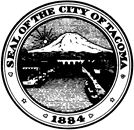 SEAL OF THE CITY OF TACOMA
1884